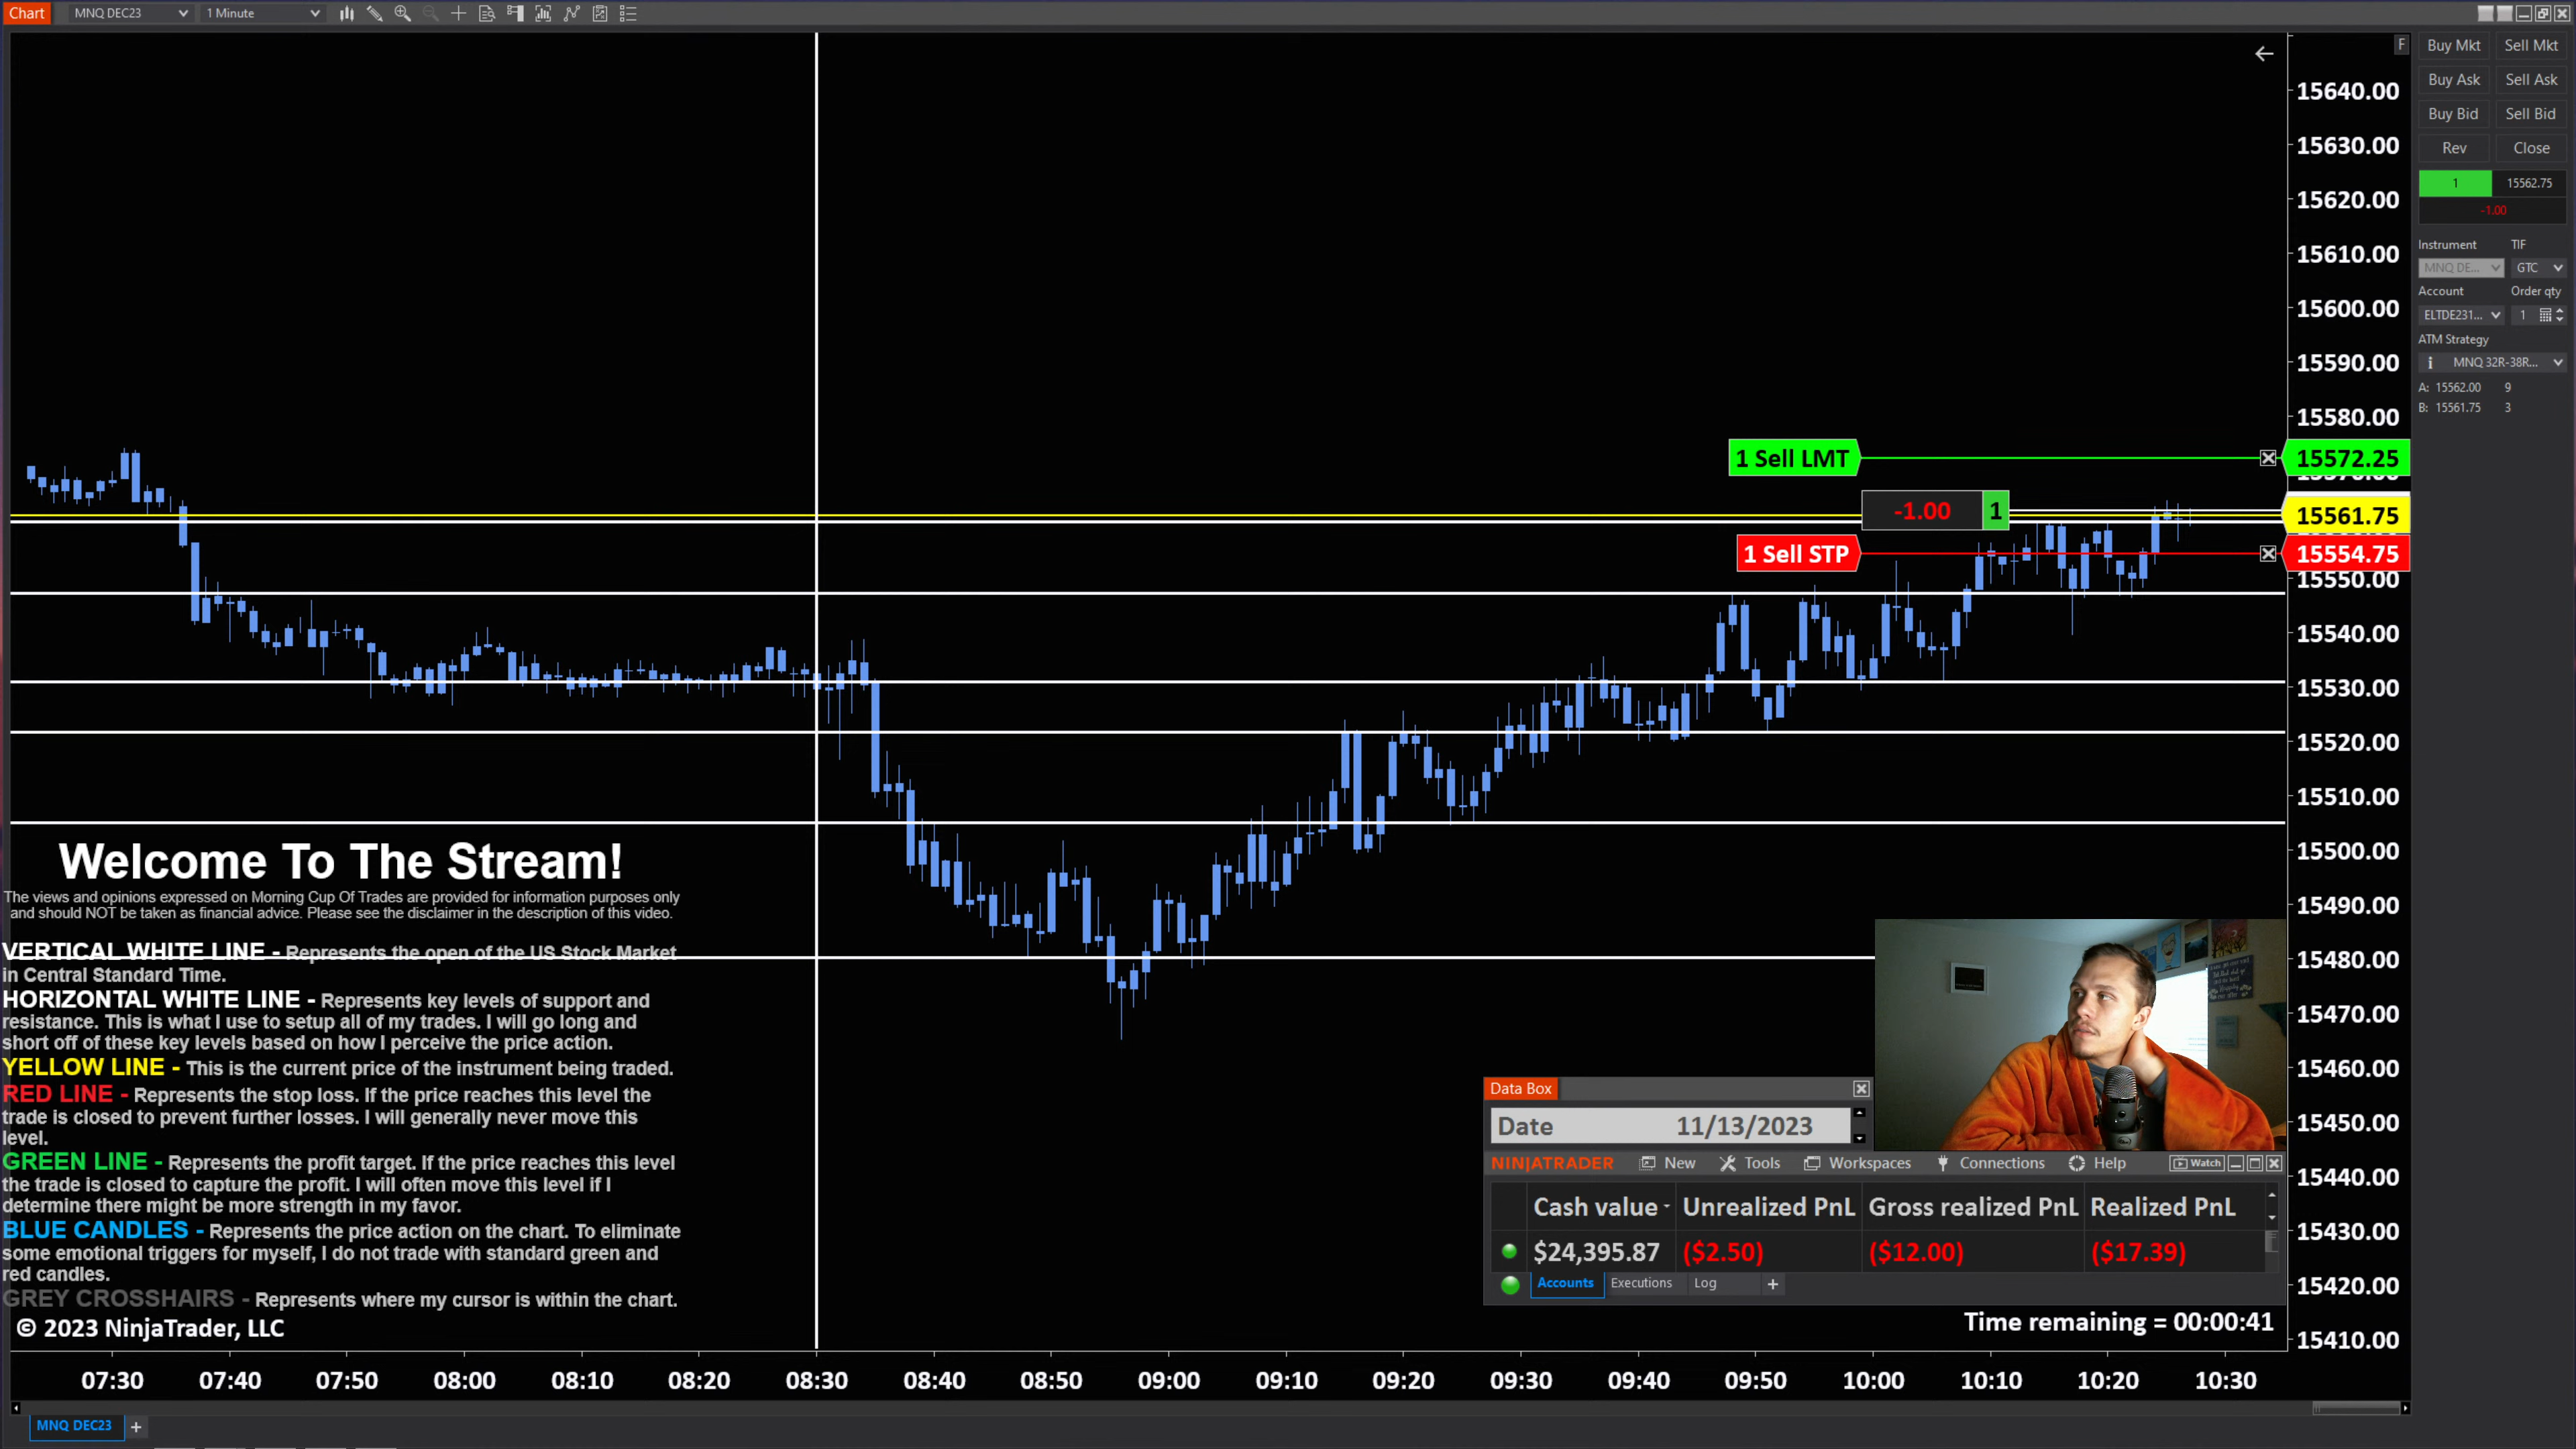 Chart
MNQ DEC23
1 Minute
F
Buy Mkt
Sell Mkt
Buy Ask
Sell Ask
Buy Bid
Sell Bid
Rev
Close
1
15562.75
-1.00
Instrument
TIF
MNQ DE...
GTC
Account
Order qty
ELTDE231...
1
ATM Strategy
MNQ 32R-38R...
A: 15562.00 9
B: 15561.75 3
15640.00
15630.00
15620.00
15610.00
15600.00
15590.00
15580.00
1 Sell LMT
15572.25
-1.00
1
15561.75
1 Sell STP
15554.75
15550.00
15540.00
15530.00
15520.00
15510.00
15500.00
15490.00
15480.00
15470.00
15460.00
15450.00
15440.00
15430.00
15420.00
15410.00
Welcome To The Stream!
The views and opinions expressed on Morning Cup Of Trades are provided for information purposes only
and should NOT be taken as financial advice. Please see the disclaimer in the description of this video.
VERTICAL WHITE LINE - Represents the open of the US Stock Market
in Central Standard Time.
HORIZONTAL WHITE LINE - Represents key levels of support and
resistance. This is what I use to setup all of my trades. I will go long and
short off of these key levels based on how I perceive the price action.
YELLOW LINE - This is the current price of the instrument being traded.
RED LINE - Represents the stop loss. If the price reaches this level the
trade is closed to prevent further losses. I will generally never move this
level.
GREEN LINE - Represents the profit target. If the price reaches this level
the trade is closed to capture the profit. I will often move this level if I
determine there might be more strength in my favor.
BLUE CANDLES - Represents the price action on the chart. To eliminate
some emotional triggers for myself, I do not trade with standard green and
red candles.
GREY CROSSHAIRS - Represents where my cursor is within the chart.
© 2023 NinjaTrader, LLC
Data Box
Date 11/13/2023
NINJATRADER
New
Tools
Workspaces
Connections
Help
Watch
Cash value
Unrealized PnL
Gross realized PnL
Realized PnL
$24,395.87
($2.50)
($12.00)
($17.39)
Accounts
Executions
Log
+
Time remaining = 00:00:41
07:30
07:40
07:50
08:00
08:10
08:20
08:30
08:40
08:50
09:00
09:10
09:20
09:30
09:40
09:50
10:00
10:10
10:20
10:30
MNQ DEC23
+